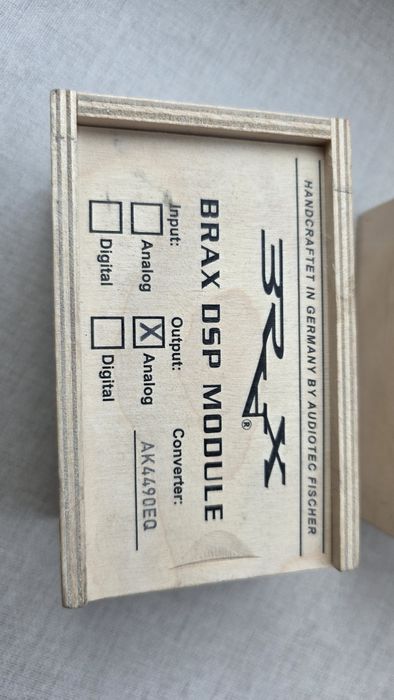 HANDCRAFTET IN GERMANY BY AUDIOTEC FISCHER
BRAX®
BRAX DSP MODULE
Input: Output: Converter:
Analog X Analog AK4490EQ
Digital Digital